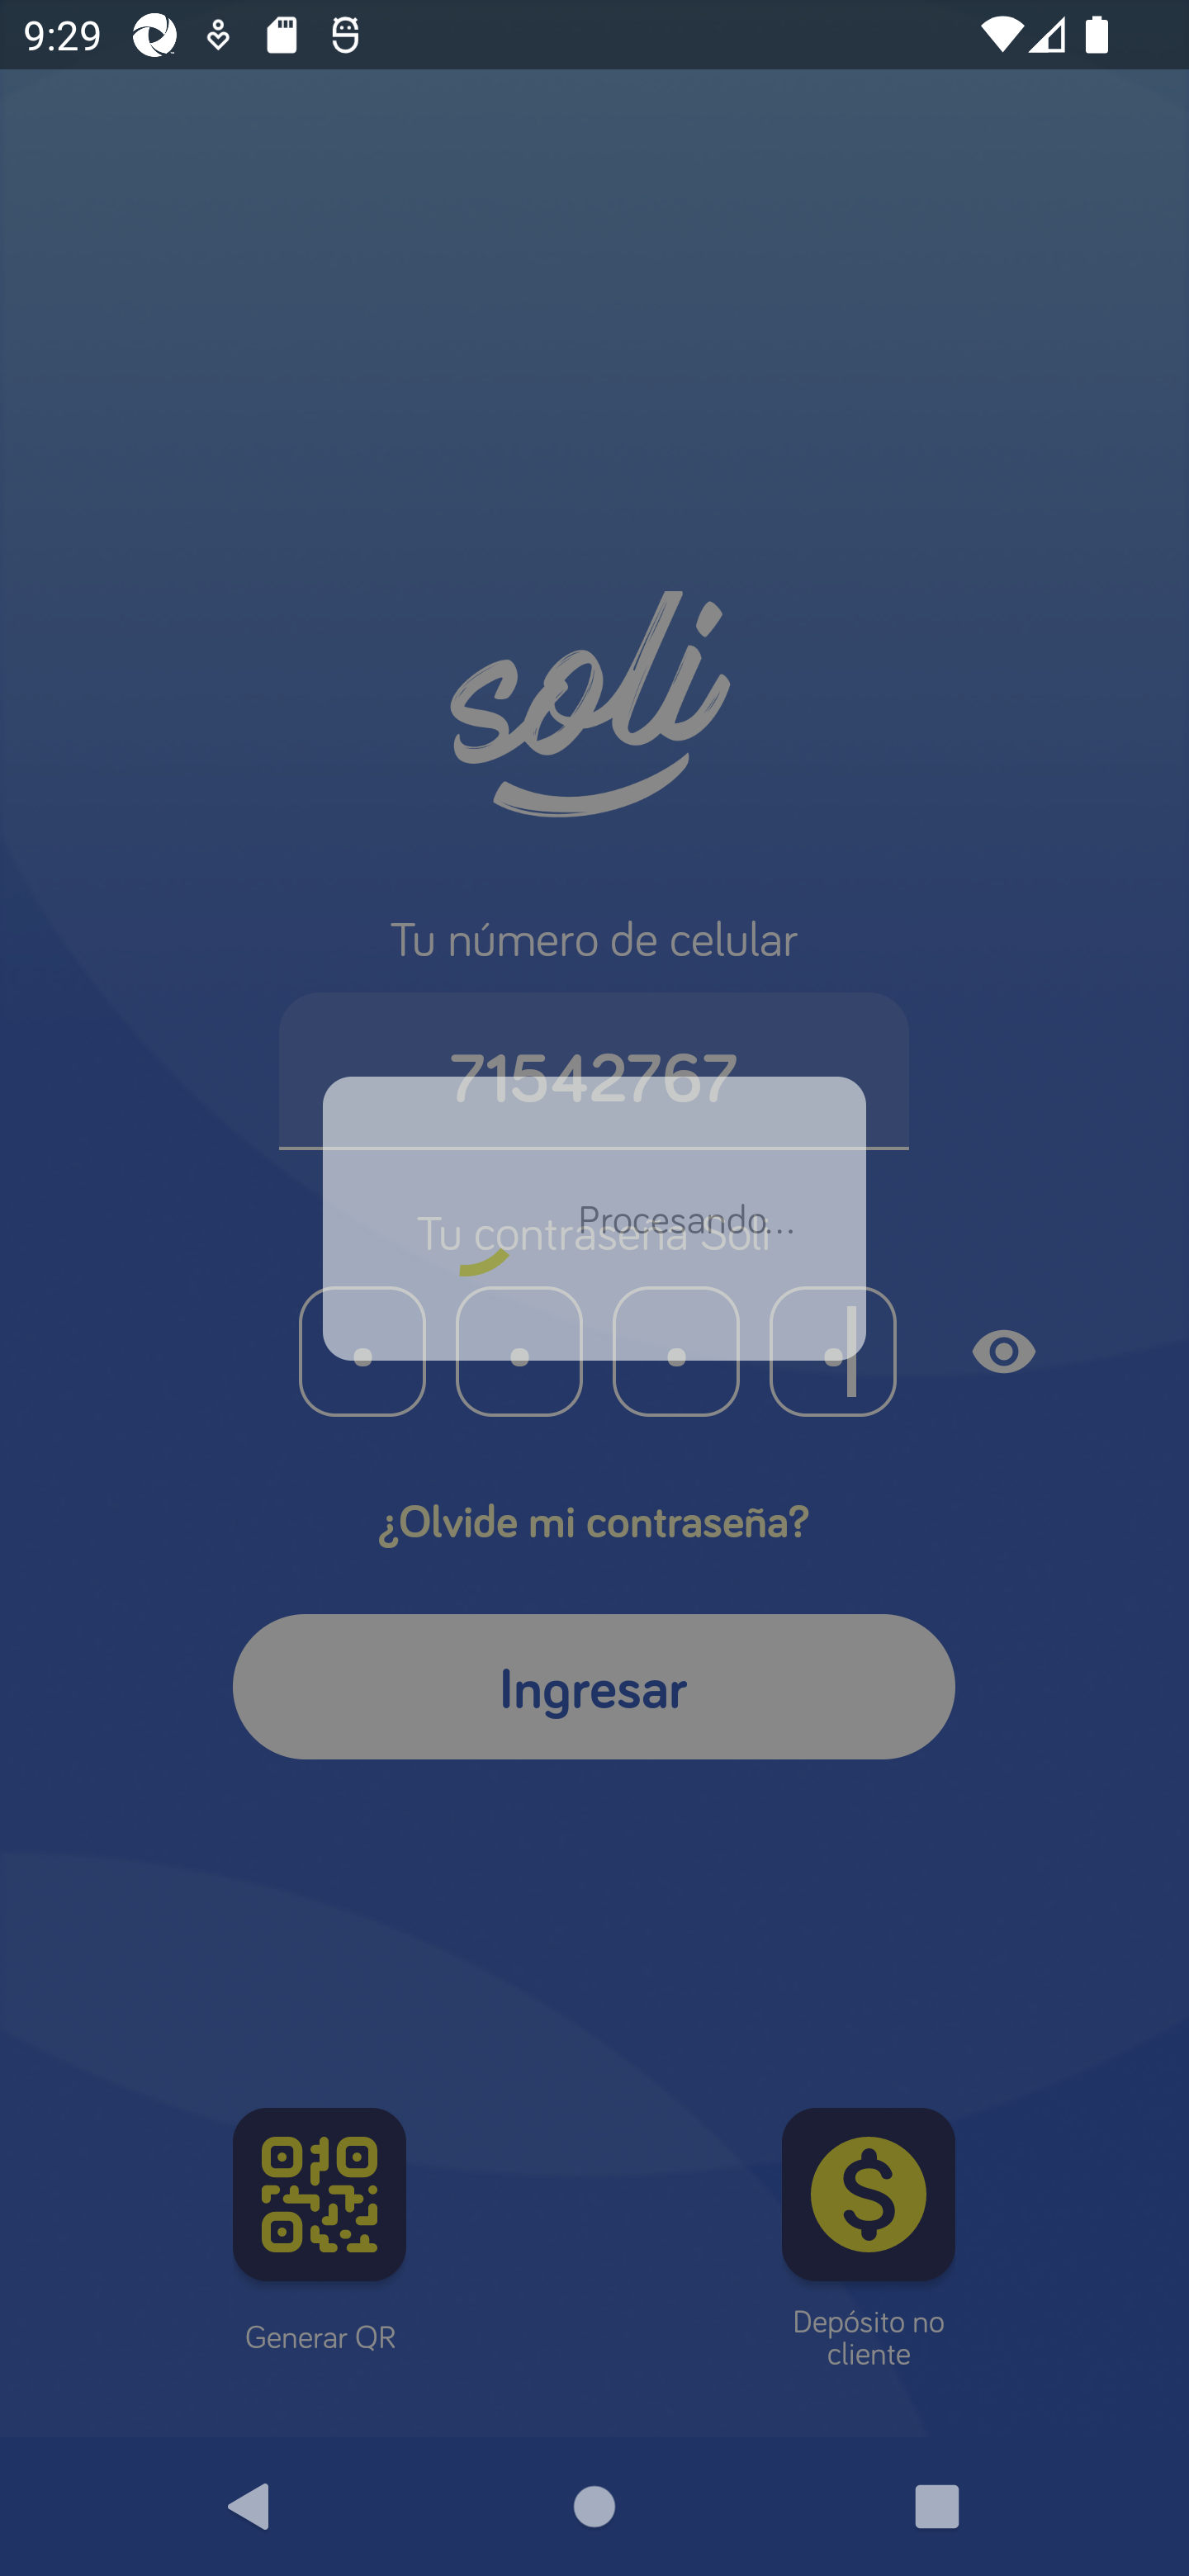 9:29
soli
Tu número de celular
71542767
Procesando...
Tu contraseña Soli
¿Olvide mi contraseña?
Ingresar
Generar QR
Depósito no
cliente